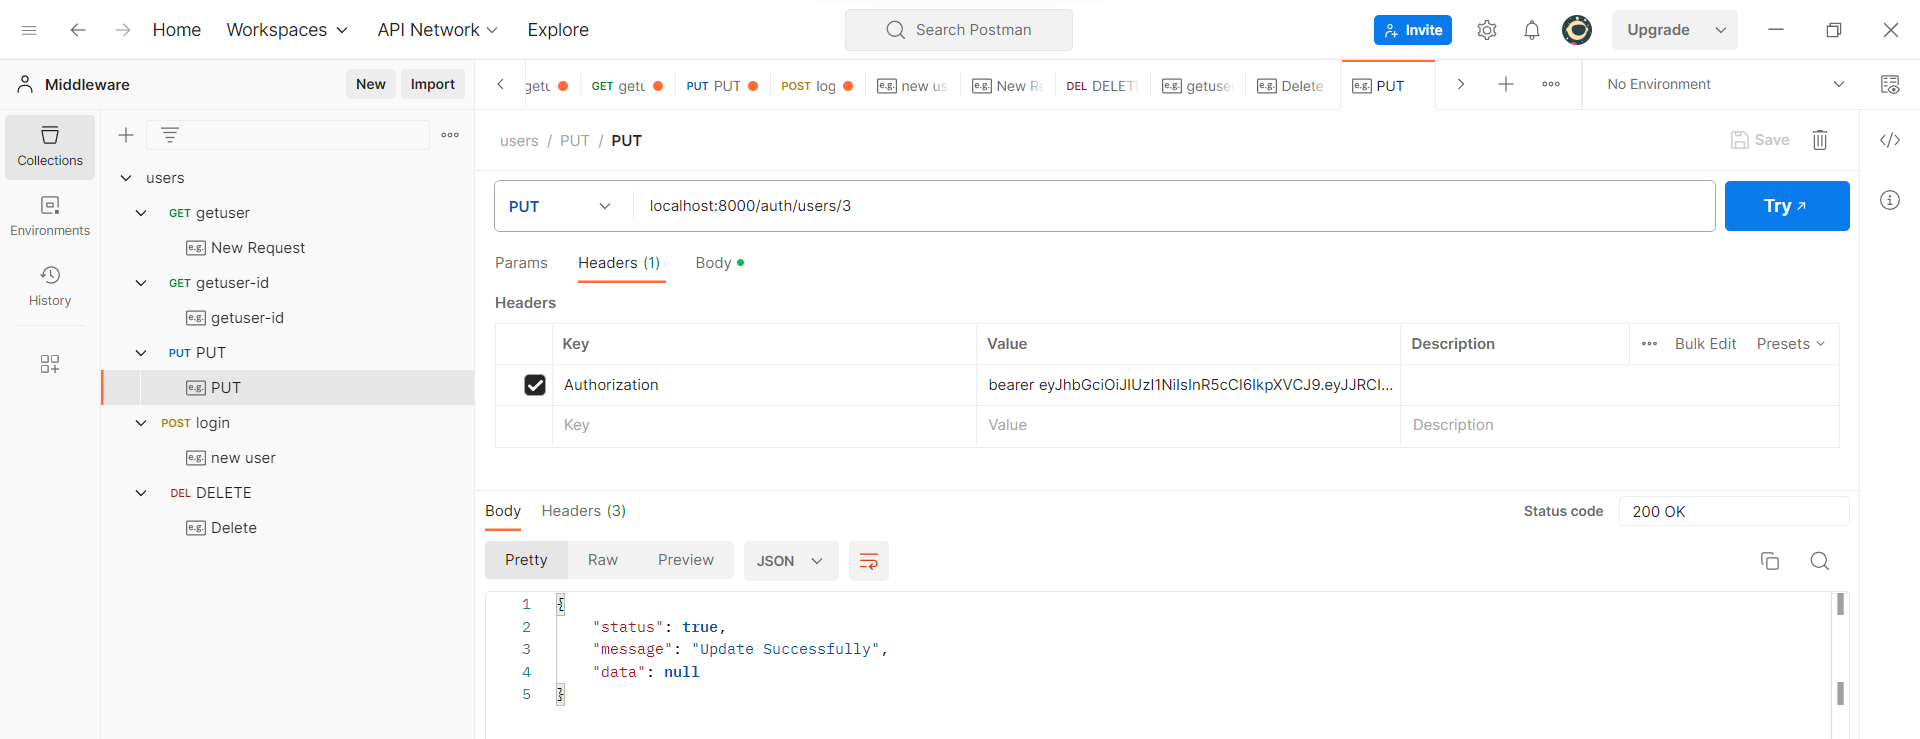 Home Workspaces API Network Explore Search Postman Invite Upgrade
Middleware New Import
getu GET getu PUT PUT POST log e.g. new us e.g. New Re DEL DELETE e.g. getuser e.g. Delete e.g. PUT No Environment
Collections
Environments
History
users
GET getuser
e.g. New Request
GET getuser-id
e.g. getuser-id
PUT PUT
e.g. PUT
POST login
e.g. new user
DEL DELETE
e.g. Delete
users / PUT / PUT Save
PUT localhost:8000/auth/users/3 Try
Params Headers (1) Body
Headers
Key Value Description Bulk Edit Presets
Authorization bearer eyJhbGciOiJIUzI1NiIsInR5cCI6IkpXVCJ9.eyJJRCI...
Key Value Description
Body Headers (3) Status code 200 OK
Pretty Raw Preview JSON
1 {
2 "status": true,
3 "message": "Update Successfully",
4 "data": null
5 }